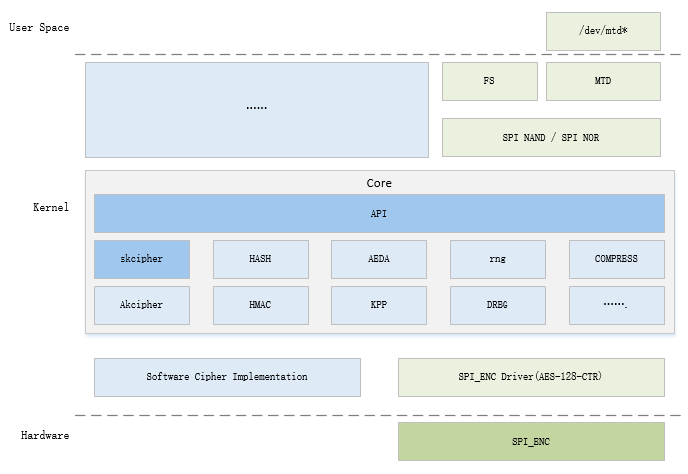 User Space
/dev/mtd*
……
FS
MTD
SPI NAND / SPI NOR
Kernel
Core
API
skcipher
HASH
AEDA
rng
COMPRESS
Akcipher
HMAC
KPP
DRBG
…….
Software Cipher Implementation
SPI_ENC Driver(AES-128-CTR)
Hardware
SPI_ENC